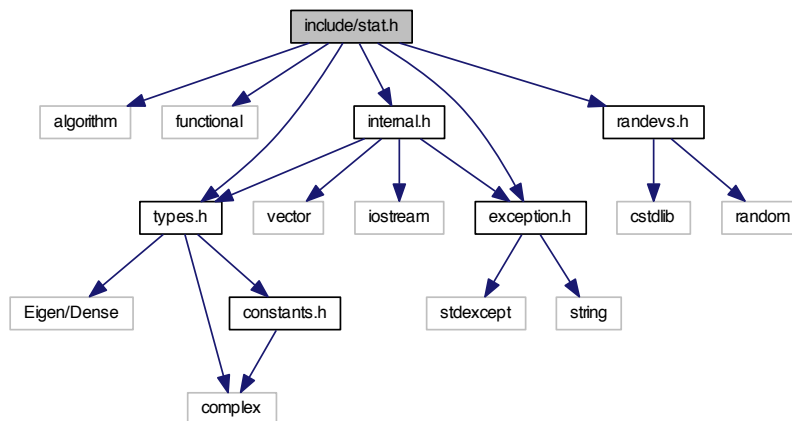 include/stat.h
algorithm
functional
internal.h
randevs.h
types.h
vector
iostream
exception.h
cstdlib
random
Eigen/Dense
constants.h
stdexcept
string
complex